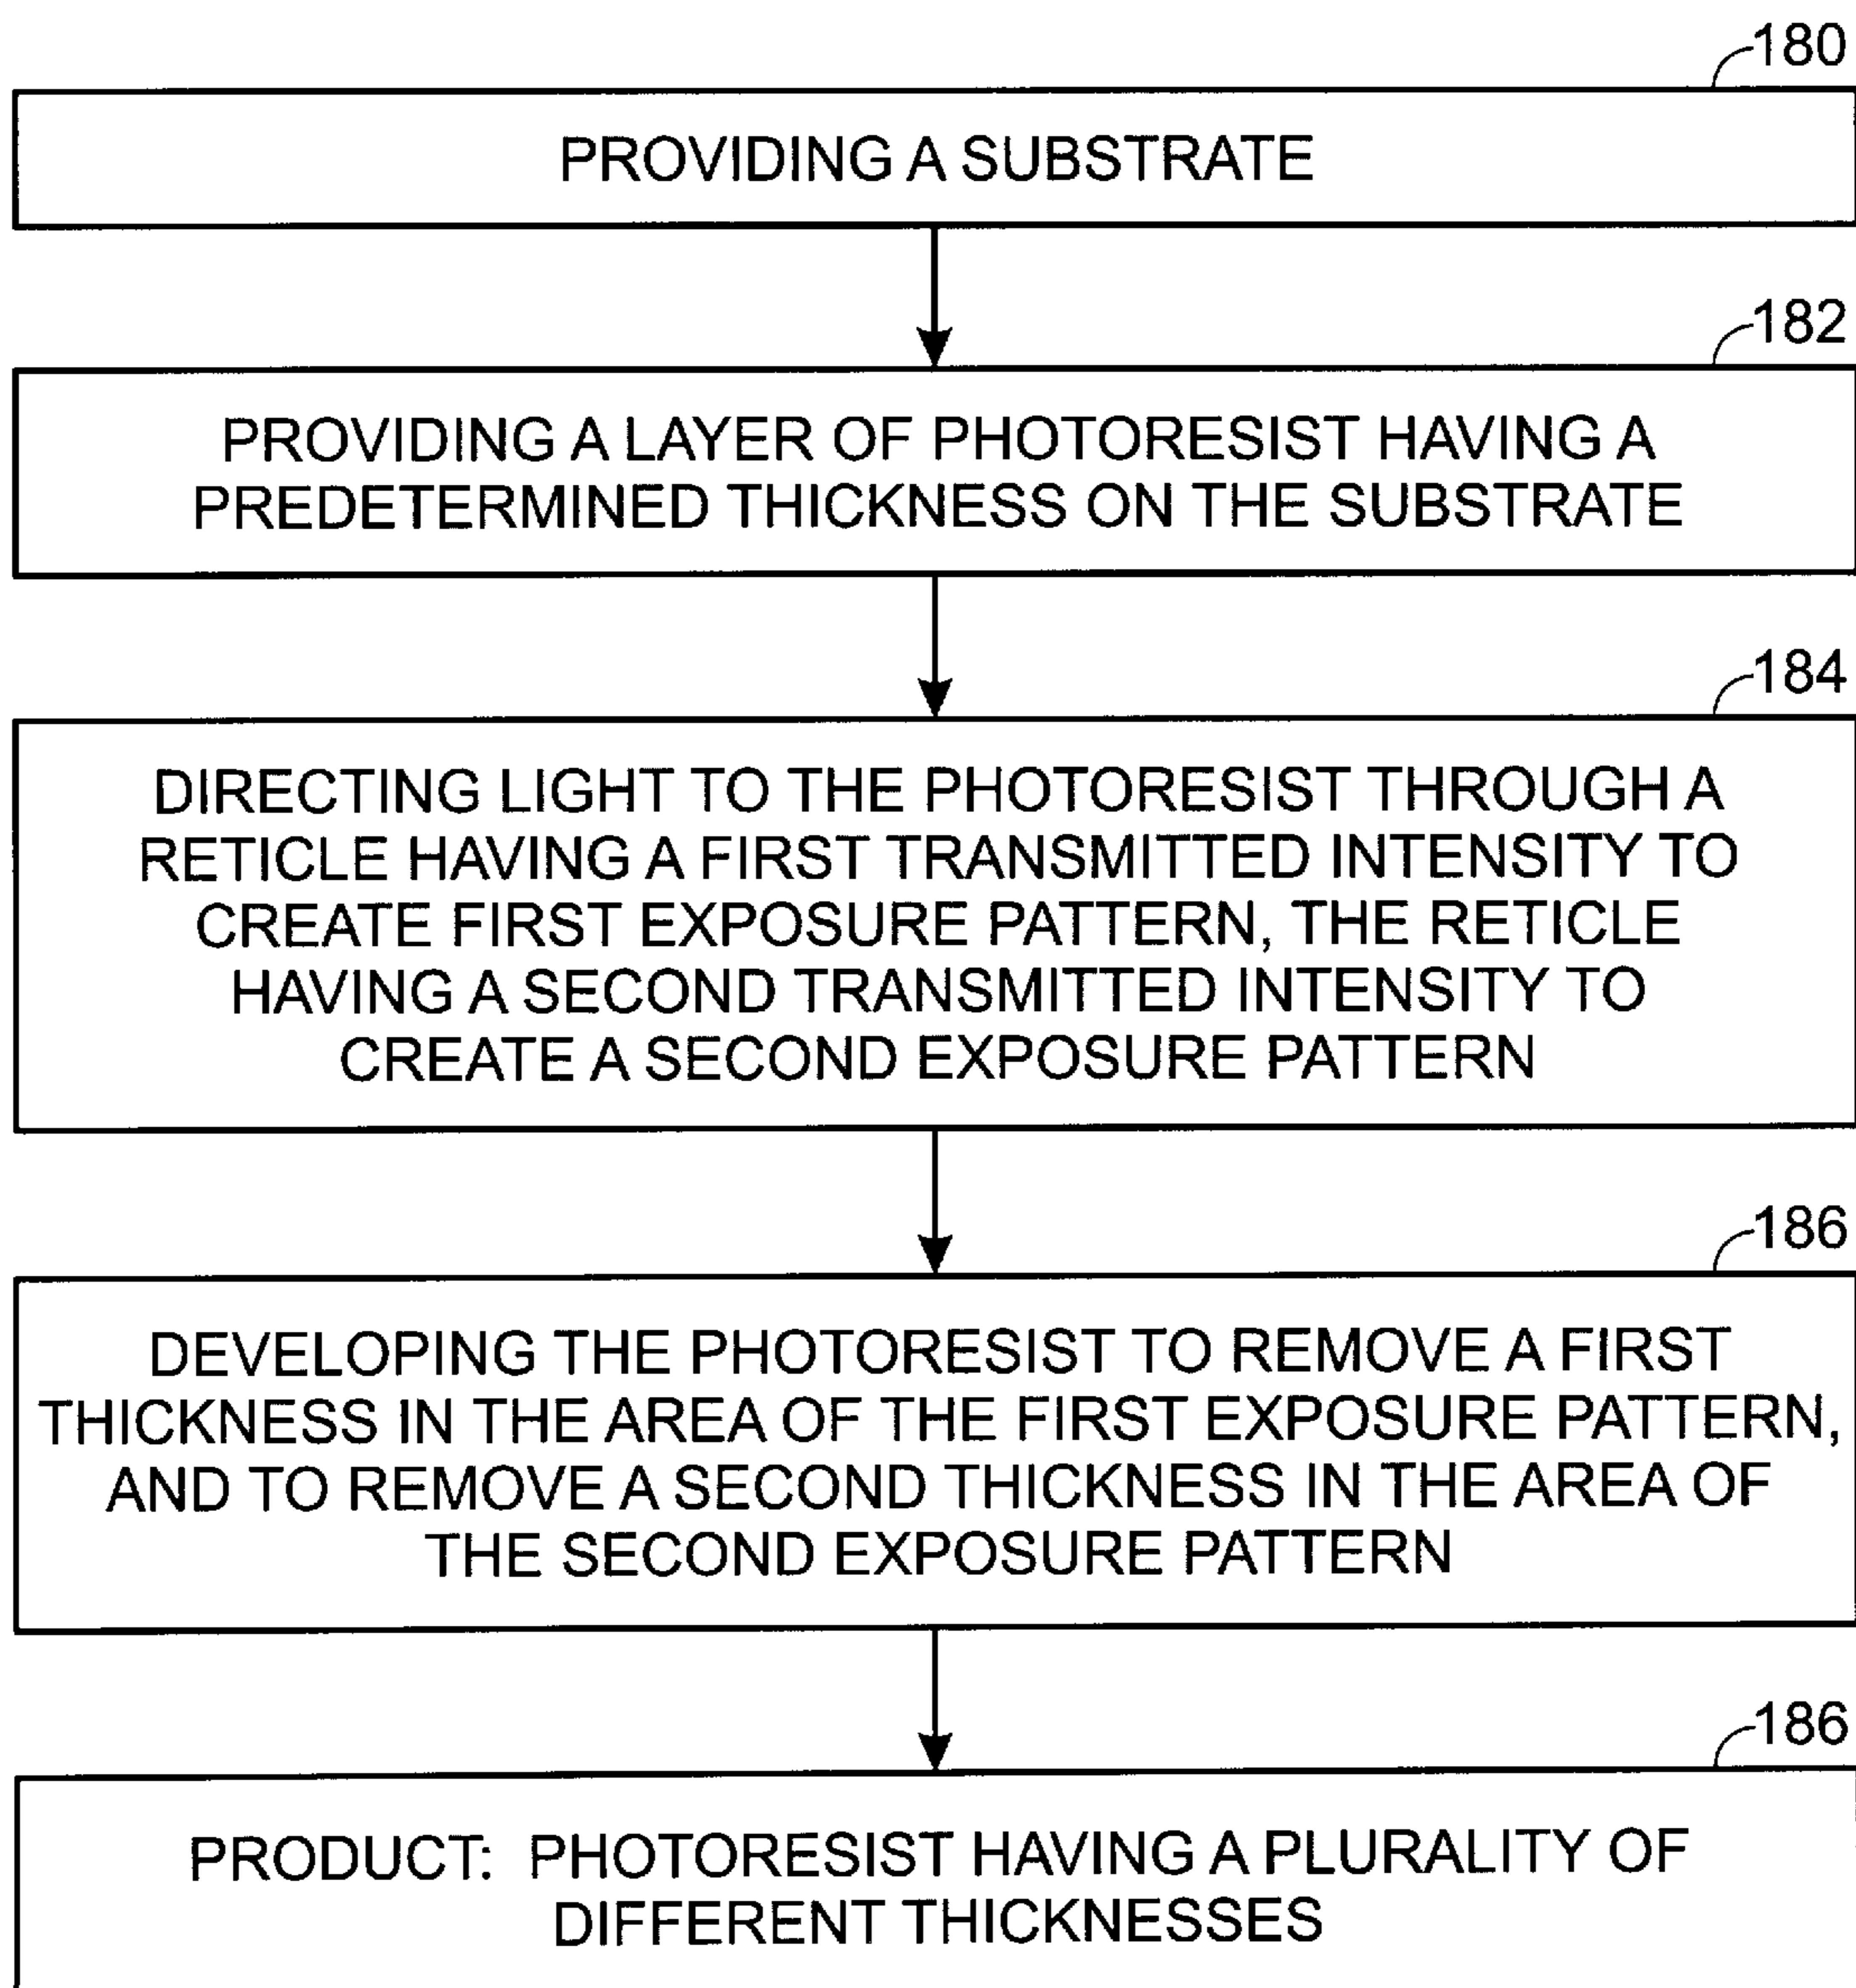 180
PROVIDING A SUBSTRATE
182
PROVIDING A LAYER OF PHOTORESIST HAVING A
PREDETERMINED THICKNESS ON THE SUBSTRATE
184
DIRECTING LIGHT TO THE PHOTORESIST THROUGH A
RETICLE HAVING A FIRST TRANSMITTED INTENSITY TO
CREATE FIRST EXPOSURE PATTERN, THE RETICLE
HAVING A SECOND TRANSMITTED INTENSITY TO
CREATE A SECOND EXPOSURE PATTERN
186
DEVELOPING THE PHOTORESIST TO REMOVE A FIRST
THICKNESS IN THE AREA OF THE FIRST EXPOSURE PATTERN,
AND TO REMOVE A SECOND THICKNESS IN THE AREA OF
THE SECOND EXPOSURE PATTERN
186
PRODUCT: PHOTORESIST HAVING A PLURALITY OF
DIFFERENT THICKNESSES